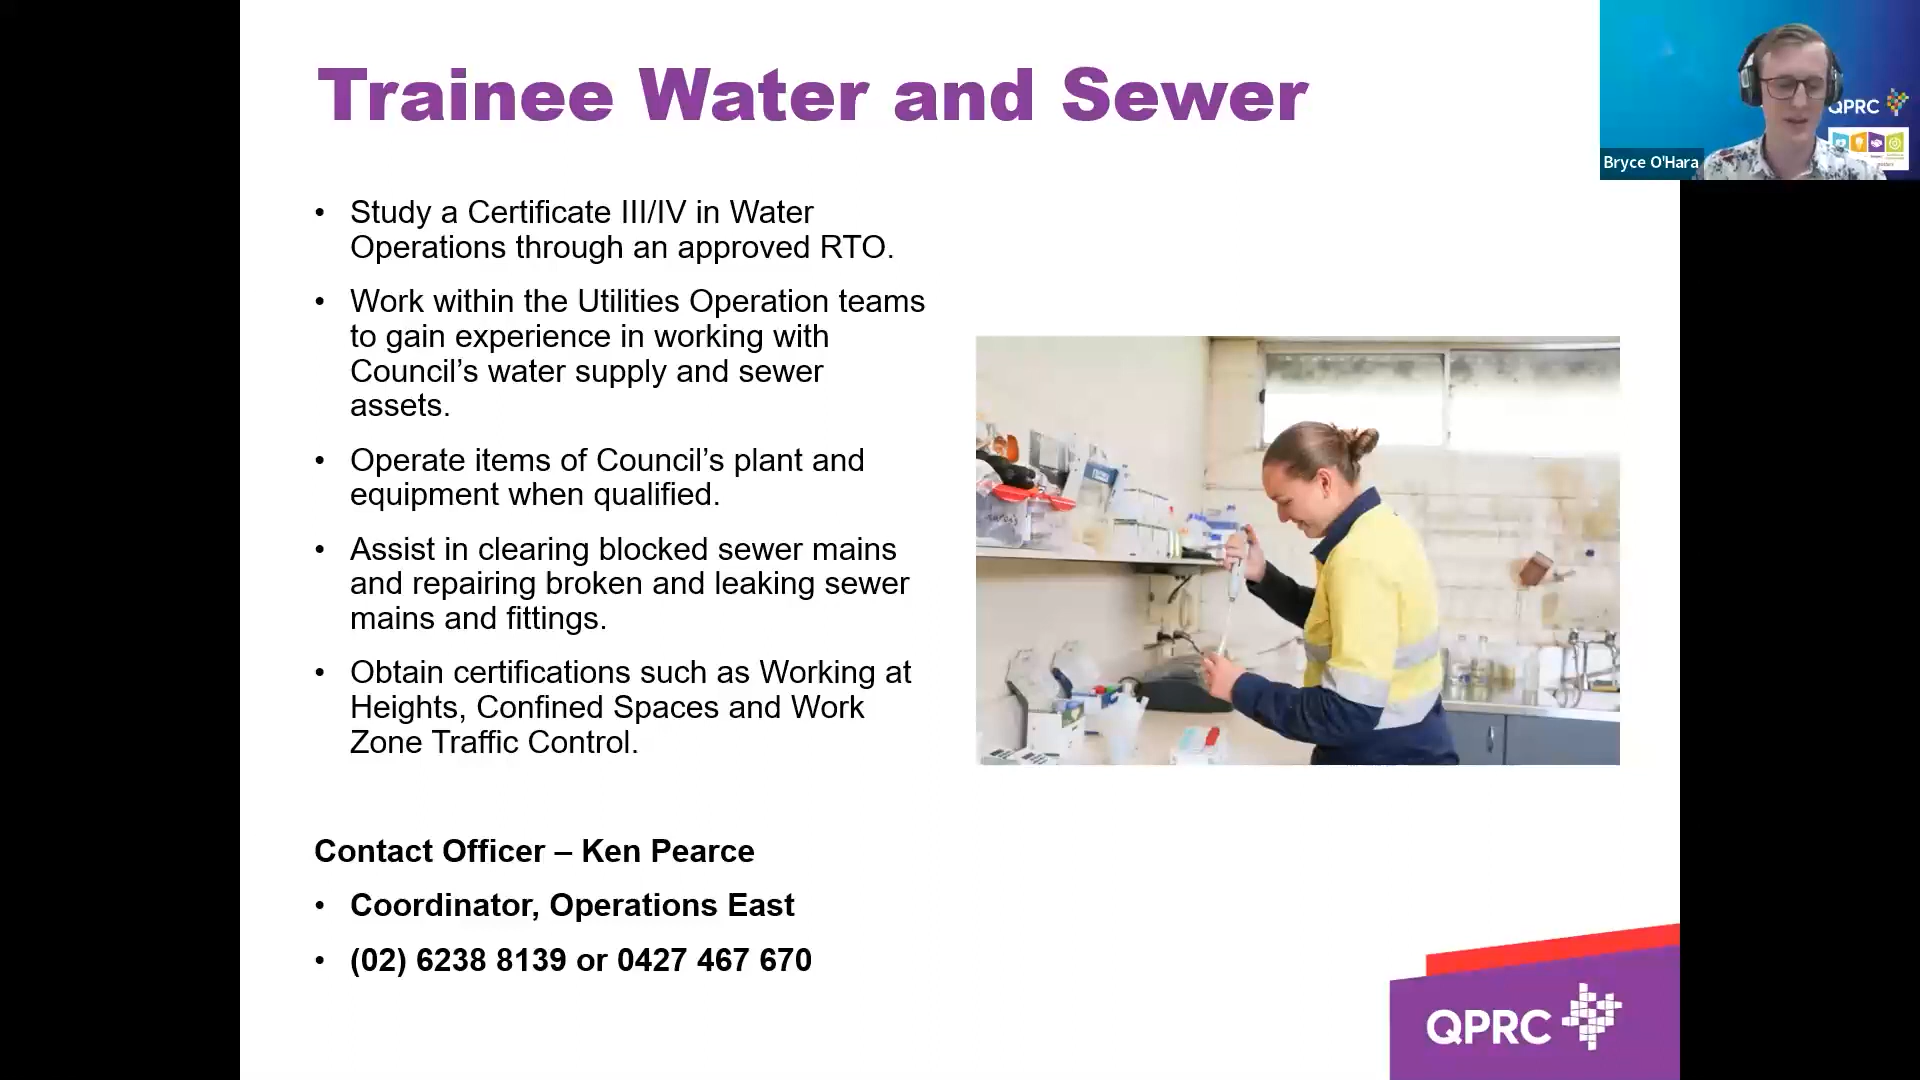 Trainee Water and Sewer
QPRC
Bryce O'Hara
• Study a Certificate III/IV in Water
Operations through an approved RTO.
• Work within the Utilities Operation teams
to gain experience in working with
Council’s water supply and sewer
assets.
• Operate items of Council’s plant and
equipment when qualified.
• Assist in clearing blocked sewer mains
and repairing broken and leaking sewer
mains and fittings.
• Obtain certifications such as Working at
Heights, Confined Spaces and Work
Zone Traffic Control.
Contact Officer – Ken Pearce
• Coordinator, Operations East
• (02) 6238 8139 or 0427 467 670
QPRC